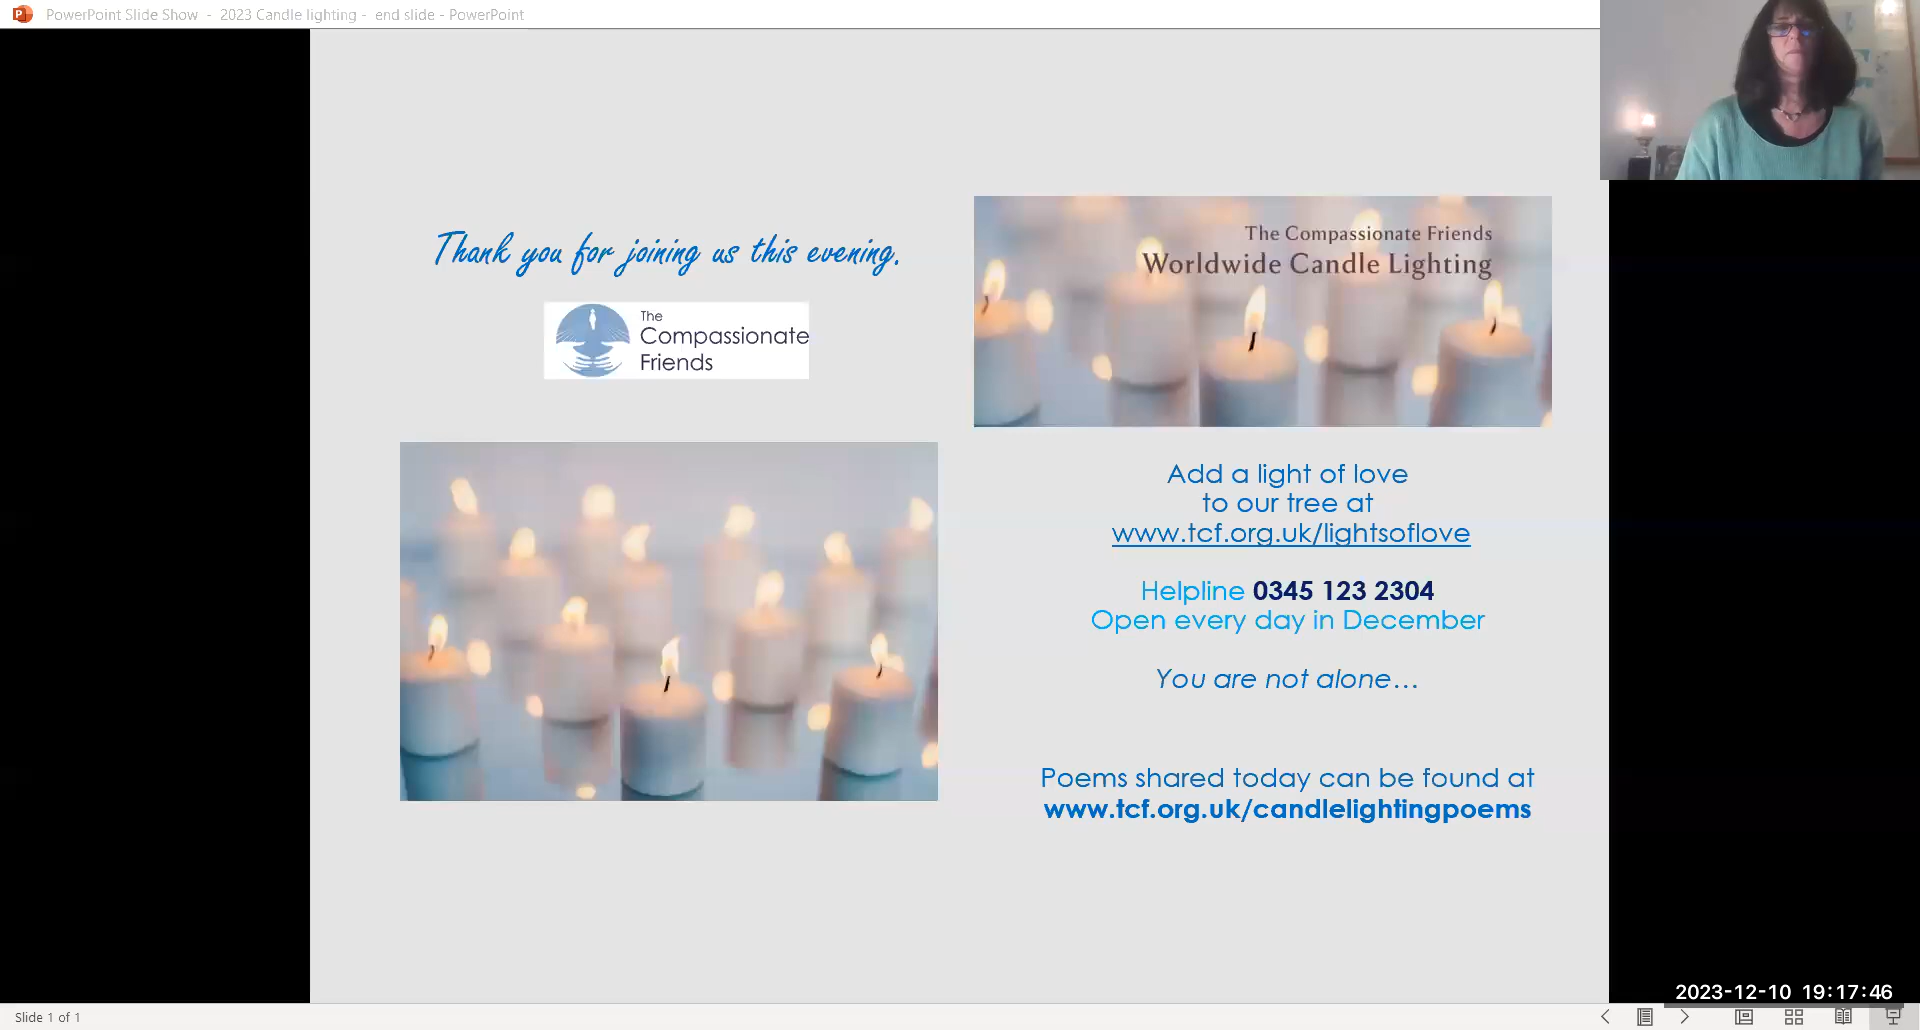 PowerPoint Slide Show - 2023 Candle lighting - end slide - PowerPoint
Thank you for joining us this evening.
The
Compassionate
Friends
The Compassionate Friends
Worldwide Candle Lighting
Add a light of love
to our tree at
www.tcf.org.uk/lightsoflove
Helpline 0345 123 2304
Open every day in December
You are not alone…
Poems shared today can be found at
www.tcf.org.uk/candlelightingpoems
2023-12-10 19:17:46
Slide 1 of 1